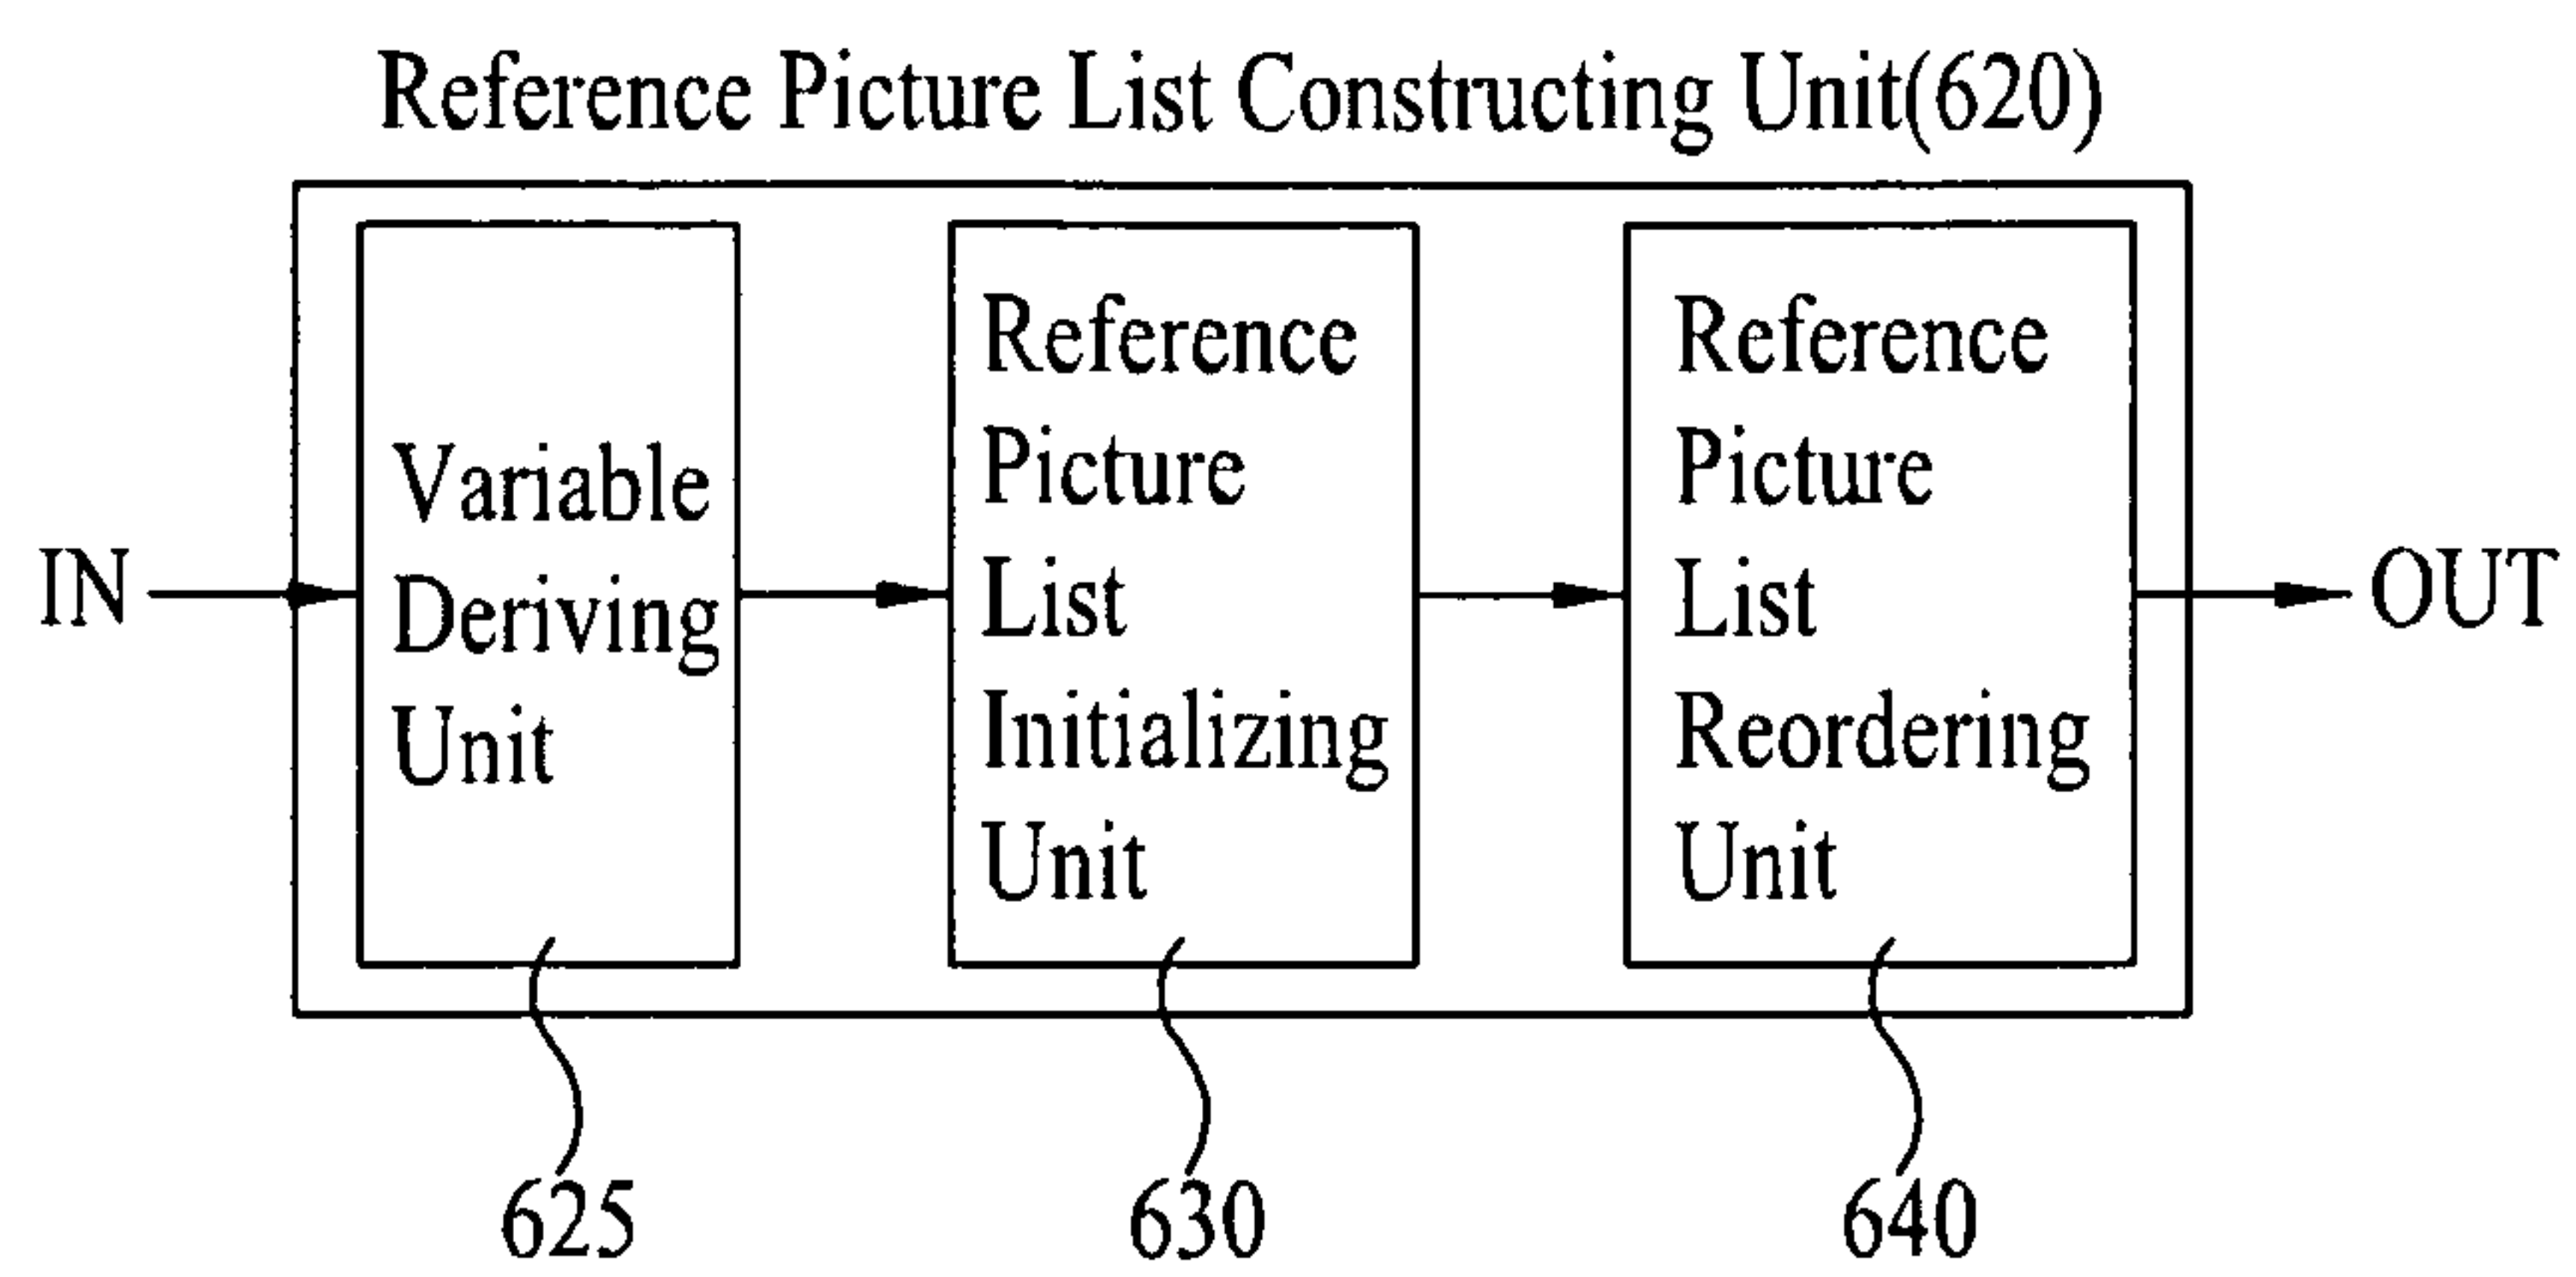 Reference Picture List Constructing Unit(620)
IN
Variable
Deriving
Unit
Reference
Picture
List
Initializing
Unit
Reference
Picture
List
Reordering
Unit
OUT
625
630
640